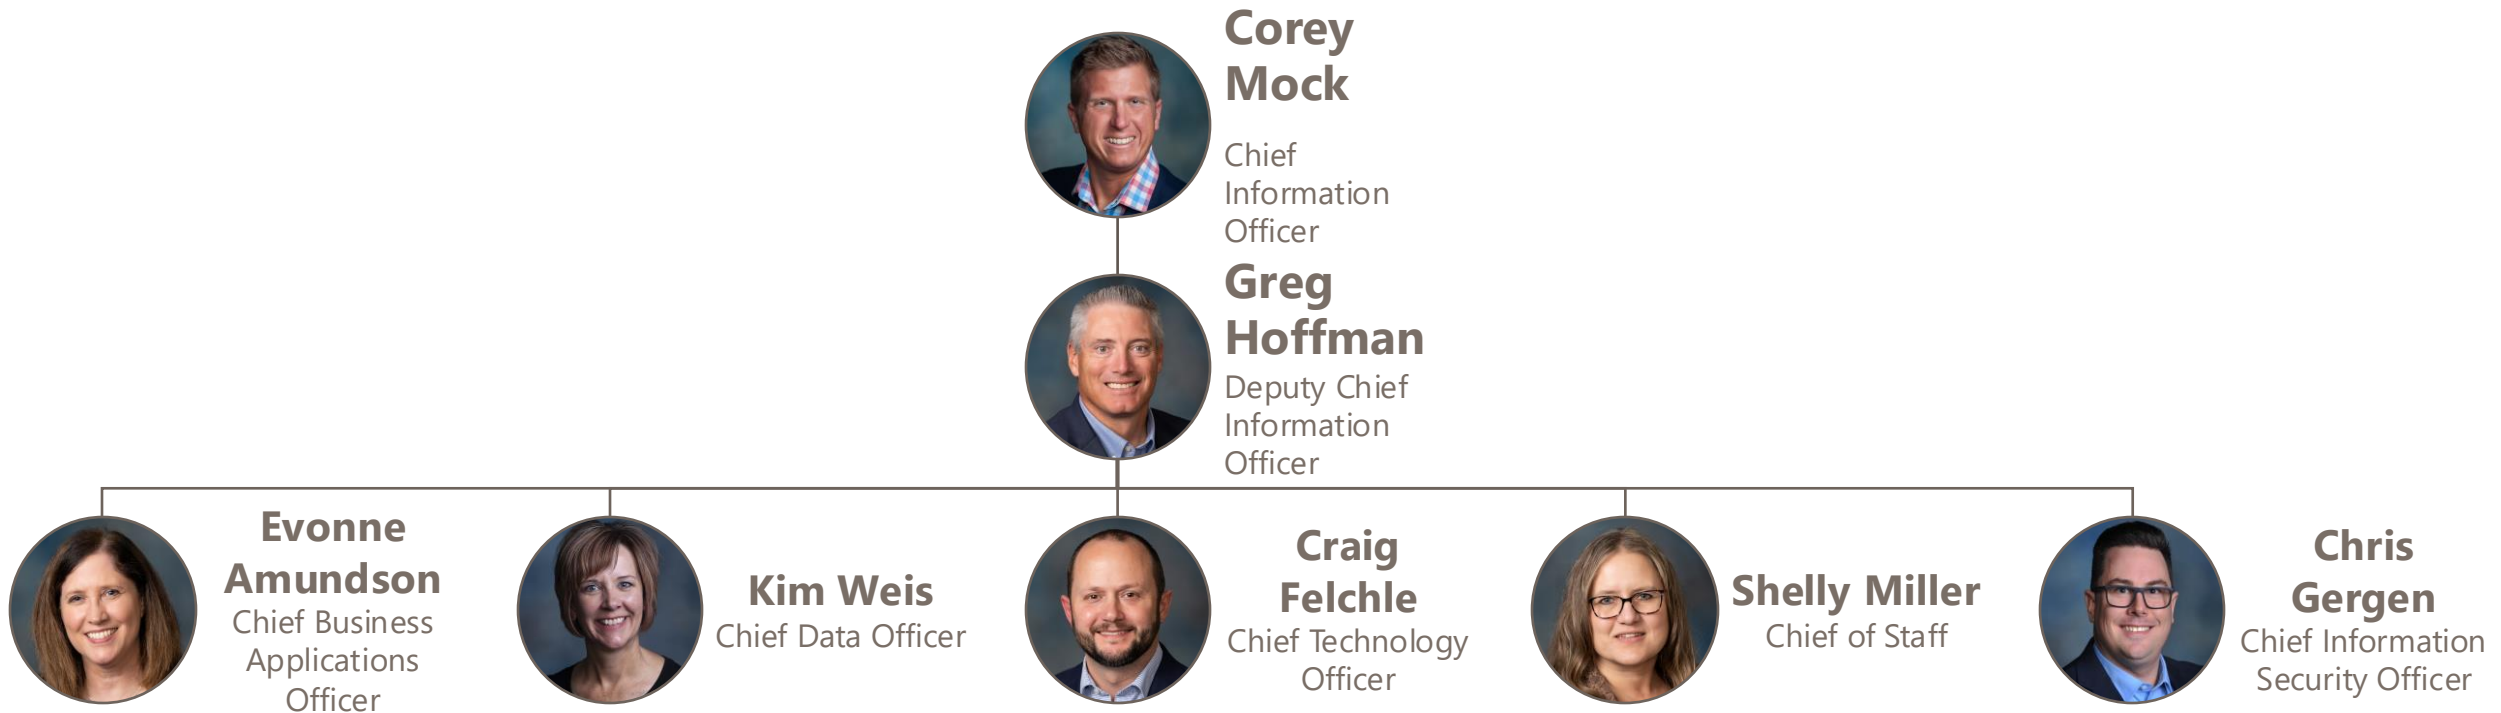 Corey
Mock
Chief
Information
Officer
Greg
Hoffman
Deputy Chief
Information
Officer
Evonne
Amundson
Chief Business
Applications
Officer
Kim Weis
Chief Data Officer
Craig
Felchle
Chief Technology
Officer
Shelly Miller
Chief of Staff
Chris
Gergen
Chief Information
Security Officer